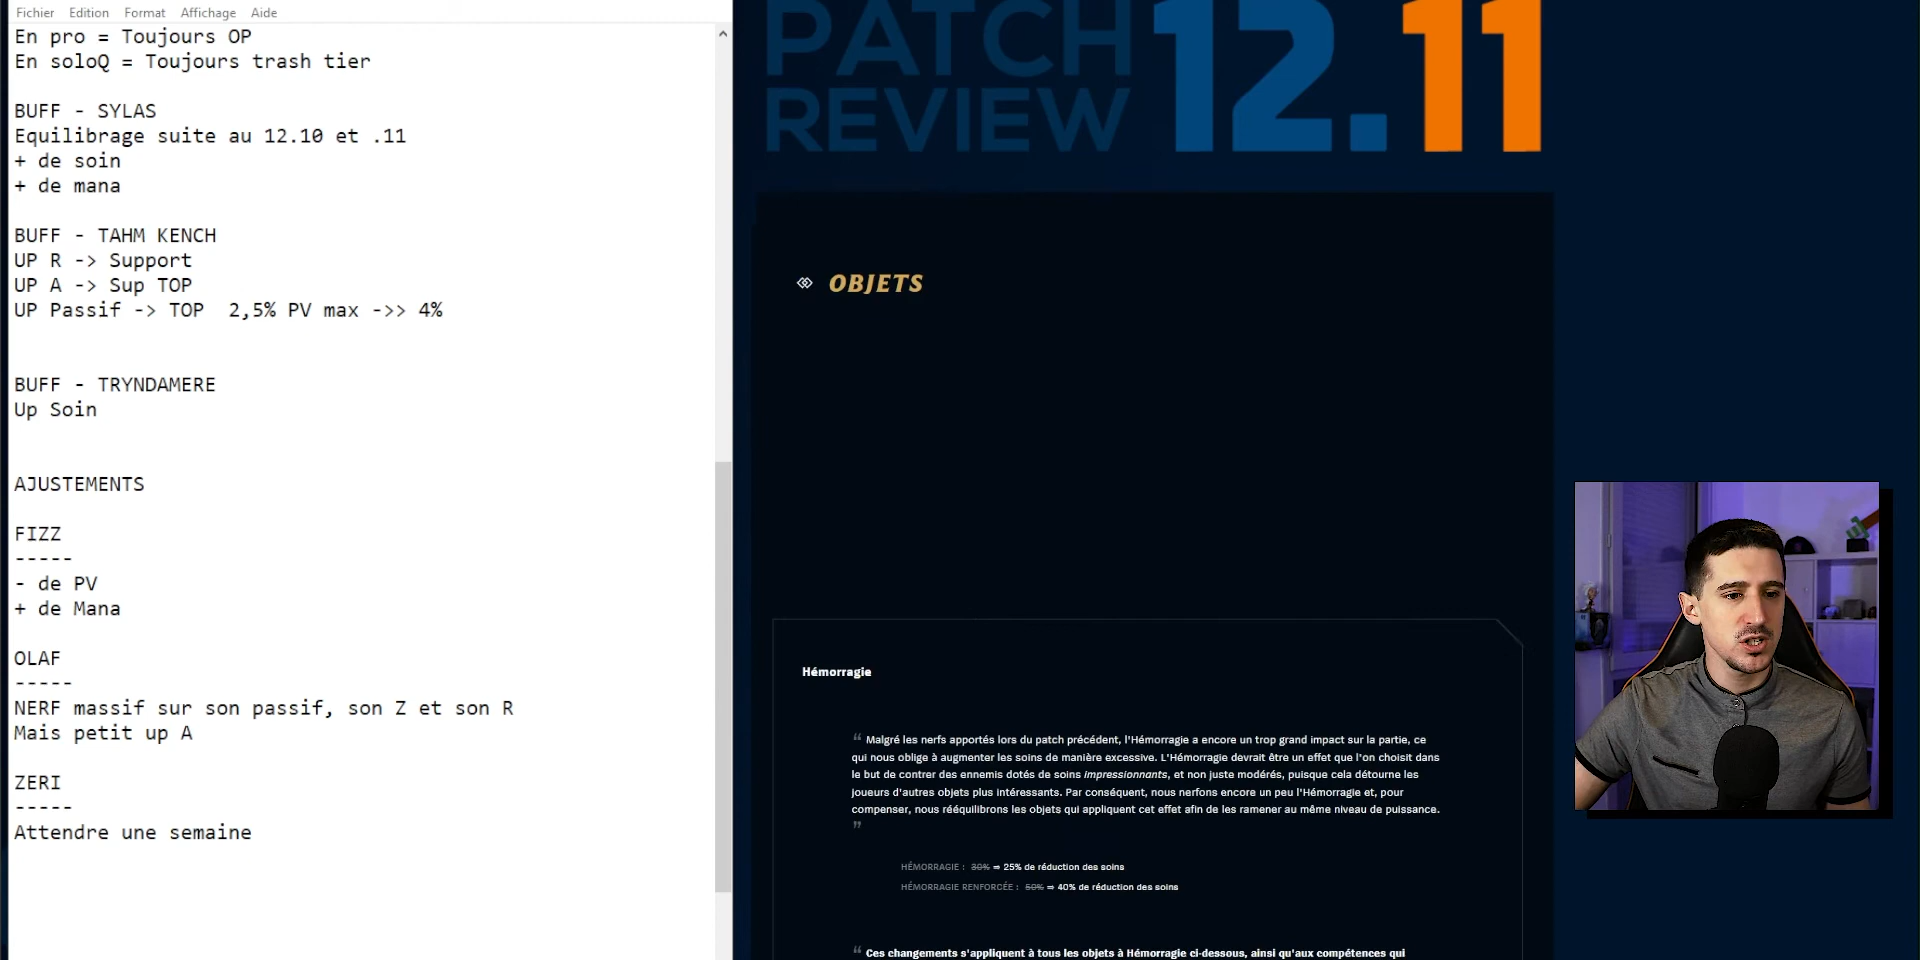 Fichier Edition Format Affichage Aide
En pro = Toujours OP
En soloQ = Toujours trash tier
BUFF - SYLAS
Equilibrage suite au 12.10 et .11
+ de soin
+ de mana
BUFF - TAHM KENCH
UP R -> Support
UP A -> Sup TOP
UP Passif -> TOP 2,5% PV max ->> 4%
BUFF - TRYNDAMERE
Up Soin
AJUSTEMENTS
FIZZ
-----
- de PV
+ de Mana
OLAF
-----
NERF massif sur son passif, son Z et son R
Mais petit up A
ZERI
-----
Attendre une semaine
PATCH
REVIEW
12.11
OBJETS
Hémorragie
“ Malgré les nerfs apportés lors du patch précédent, l'Hémorragie a encore un trop grand impact sur la partie, ce
qui nous oblige à augmenter les soins de manière excessive. L'Hémorragie devrait être un effet que l'on choisit dans
le but de contrer des ennemis dotés de soins impressionnants, et non juste modérés, puisque cela détourne les
joueurs d'autres objets plus intéressants. Par conséquent, nous nerfons encore un peu l'Hémorragie et, pour
compenser, nous rééquilibrons les objets qui appliquent cet effet afin de les ramener au même niveau de puissance.
”
HÉMORRAGIE : 30% ⇒ 25% de réduction des soins
HÉMORRAGIE RENFORCÉE : 50% ⇒ 40% de réduction des soins
“ Ces changements s'appliquent à tous les objets à Hémorragie ci-dessous, ainsi qu'aux compétences qui